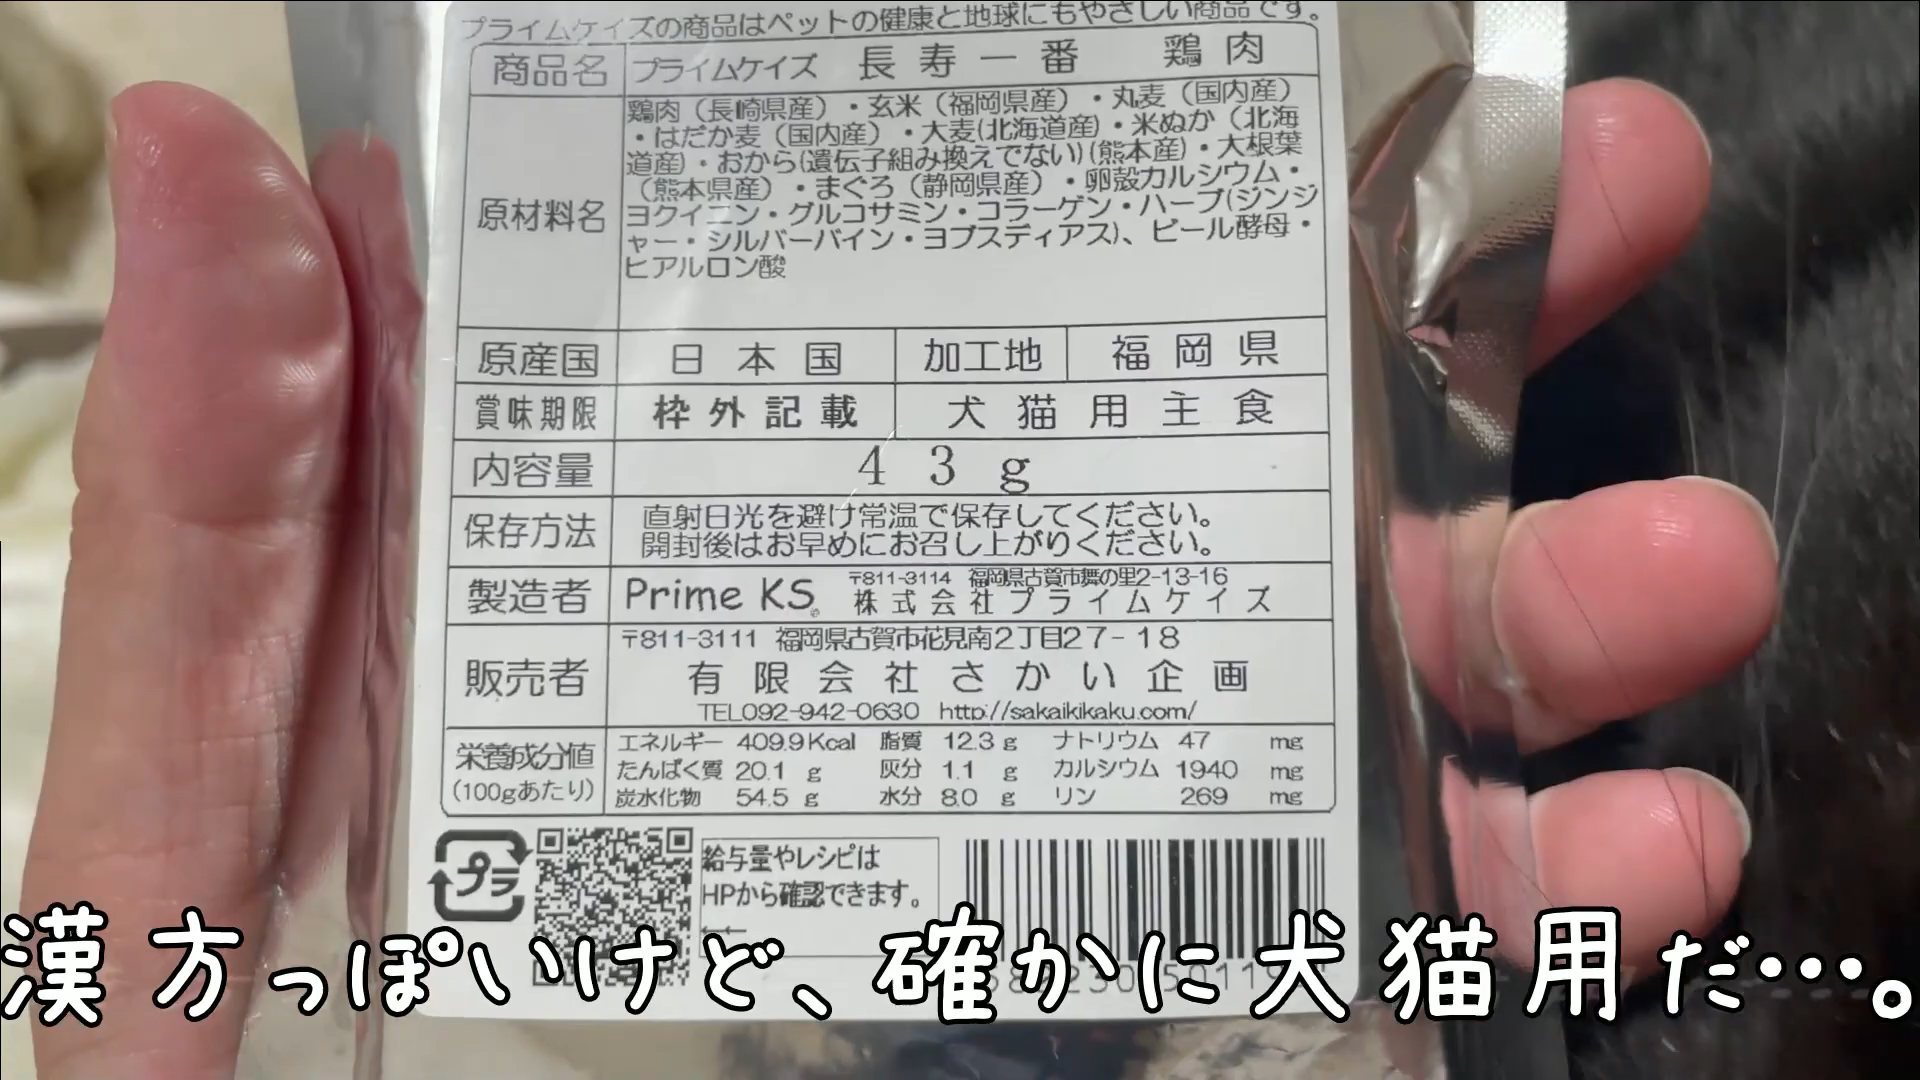 プライムケイズの商品はペットの健康と地球にもやさしい商品です。
商品名 プライムケイズ 長寿一番 鶏肉
原材料名
鶏肉（長崎県産）・玄米（福岡県産）・丸麦（国内産）
・はだか麦（国内産）・大麦(北海道産)・米ぬか（北海
道産）・おから(遺伝子組み換えでない)(熊本産)・大根葉
（熊本県産）・まぐろ（静岡県産）・卵殻カルシウム・
ヨクイニン・グルコサミン・コラーゲン・ハーブ(ジンジ
ャー・シルバーバイン・ヨブスディアス)、ビール酵母・
ヒアルロン酸
原産国 日本国 加工地 福岡県
賞味期限 枠外記載 犬猫用主食
内容量 43g
保存方法 直射日光を避け常温で保存してください。
開封後はお早めにお召し上がりください。
製造者 Prime KS 〒811-3114 福岡県古賀市舞の里2-13-16
株式会社プライムケイズ
販売者 〒811-3111 福岡県古賀市花見南2丁目27-18
有限会社さかい企画
TEL092-942-0630 http://sakaikikaku.com/
栄養成分値
(100gあたり)
エネルギー 409.9Kcal 脂質 12.3 g ナトリウム 47 mg
たんぱく質 20.1 g 灰分 1.1 g カルシウム 1940 mg
炭水化物 54.5 g 水分 8.0 g リン 269 mg
プラ
給与量やレシピは
HPから確認できます。
←
漢方っぽいけど、確かに犬猫用だ…。